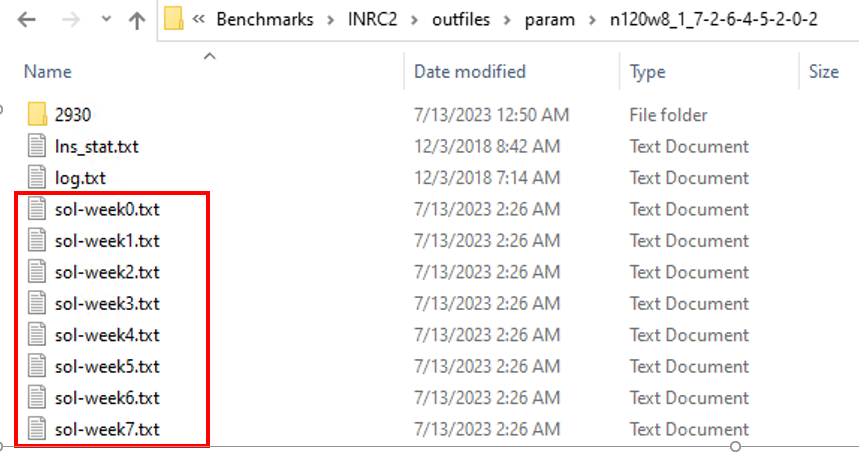 « Benchmarks › INRC2 › outfiles › param › n120w8_1_7-2-6-4-5-2-0-2
Name Date modified Type Size
2930 7/13/2023 12:50 AM File folder
lns_stat.txt 12/3/2018 8:42 AM Text Document
log.txt 12/3/2018 7:14 AM Text Document
sol-week0.txt 7/13/2023 2:26 AM Text Document
sol-week1.txt 7/13/2023 2:26 AM Text Document
sol-week2.txt 7/13/2023 2:26 AM Text Document
sol-week3.txt 7/13/2023 2:26 AM Text Document
sol-week4.txt 7/13/2023 2:26 AM Text Document
sol-week5.txt 7/13/2023 2:26 AM Text Document
sol-week6.txt 7/13/2023 2:26 AM Text Document
sol-week7.txt 7/13/2023 2:26 AM Text Document